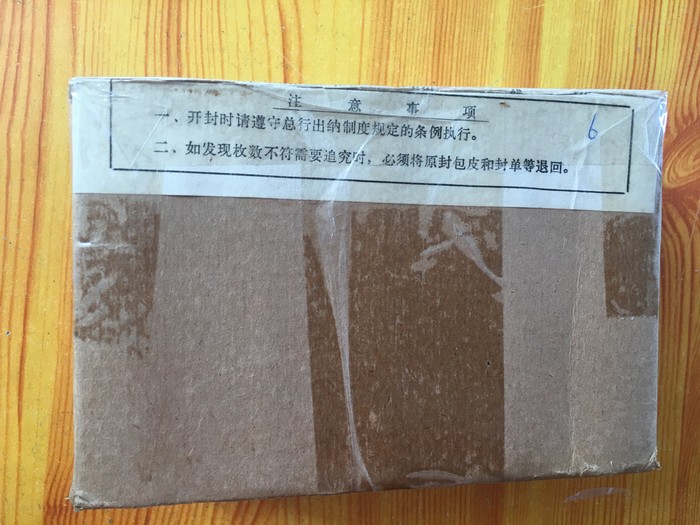 注意事项
一、开封时请遵守总行出纳制度规定的条例执行。
6
二、如发现枚数不符需要追究时，必须将原封包皮和封单等退回。